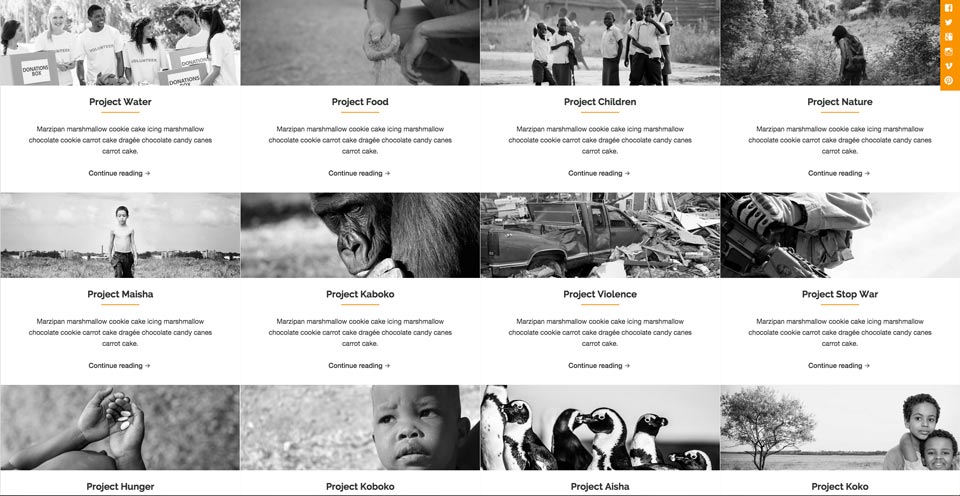 VOLUNTEER
VOLUNTEER
DONATIONS
BOX
DONATIONS
BOX
Project Water
Marzipan marshmallow cookie cake icing marshmallow
chocolate cookie carrot cake dragée chocolate candy canes
carrot cake.
Continue reading →
Project Food
Marzipan marshmallow cookie cake icing marshmallow
chocolate cookie carrot cake dragée chocolate candy canes
carrot cake.
Continue reading →
Project Children
Marzipan marshmallow cookie cake icing marshmallow
chocolate cookie carrot cake dragée chocolate candy canes
carrot cake.
Continue reading →
Project Nature
Marzipan marshmallow cookie cake icing marshmallow
chocolate cookie carrot cake dragée chocolate candy canes
carrot cake.
Continue reading →
Project Maisha
Marzipan marshmallow cookie cake icing marshmallow
chocolate cookie carrot cake dragée chocolate candy canes
carrot cake.
Continue reading →
Project Kaboko
Marzipan marshmallow cookie cake icing marshmallow
chocolate cookie carrot cake dragée chocolate candy canes
carrot cake.
Continue reading →
Project Violence
Marzipan marshmallow cookie cake icing marshmallow
chocolate cookie carrot cake dragée chocolate candy canes
carrot cake.
Continue reading →
Project Stop War
Marzipan marshmallow cookie cake icing marshmallow
chocolate cookie carrot cake dragée chocolate candy canes
carrot cake.
Continue reading →
Project Hunger
Project Koboko
Project Aisha
Project Koko